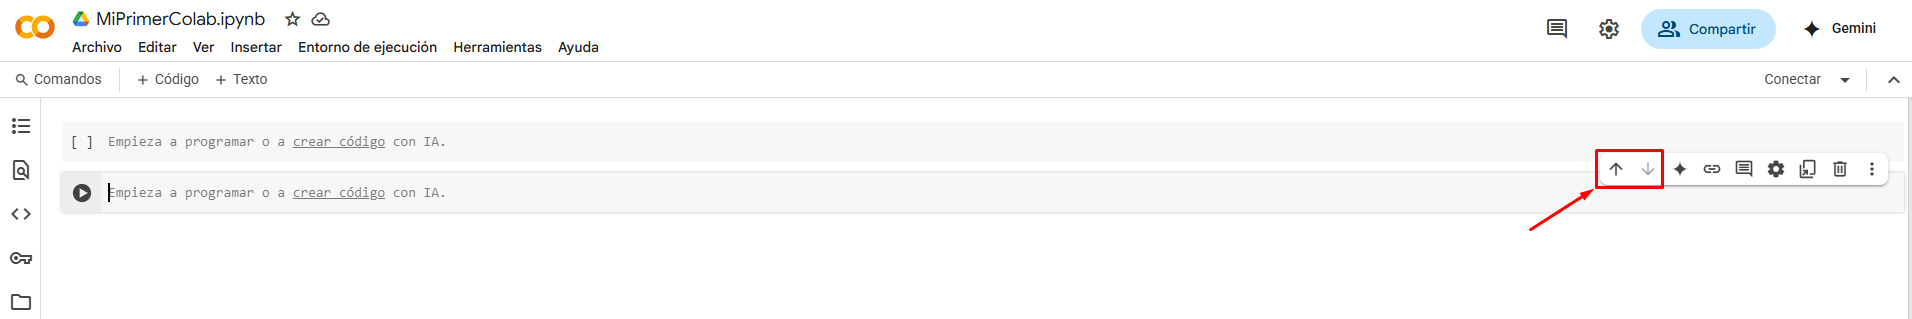 MiPrimerColab.ipynb
Archivo Editar Ver Insertar Entorno de ejecución Herramientas Ayuda
Compartir
Gemini
Comandos + Código + Texto
Conectar
[ ] Empieza a programar o a crear código con IA.
Empieza a programar o a crear código con IA.